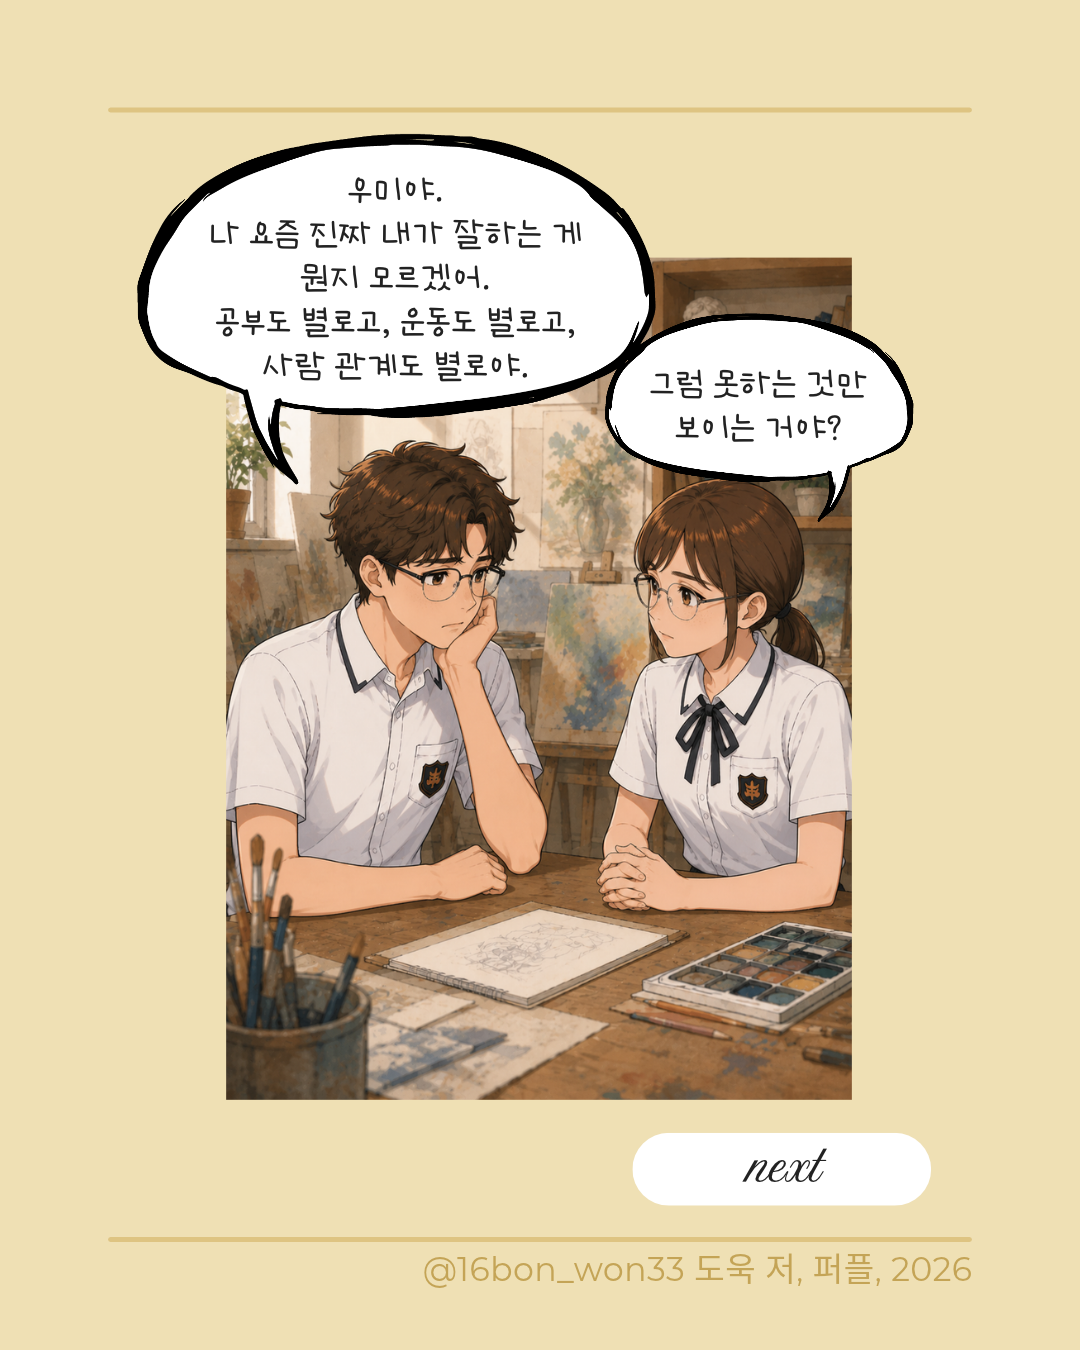 우미야.
나 요즘 진짜 내가 잘하는 게
뭔지 모르겠어.
공부도 별로고, 운동도 별로고,
사람 관계도 별로야.
그럼 못하는 것만
보이는 거야?
next
@16bon_won33 도욱 저, 퍼플, 2026